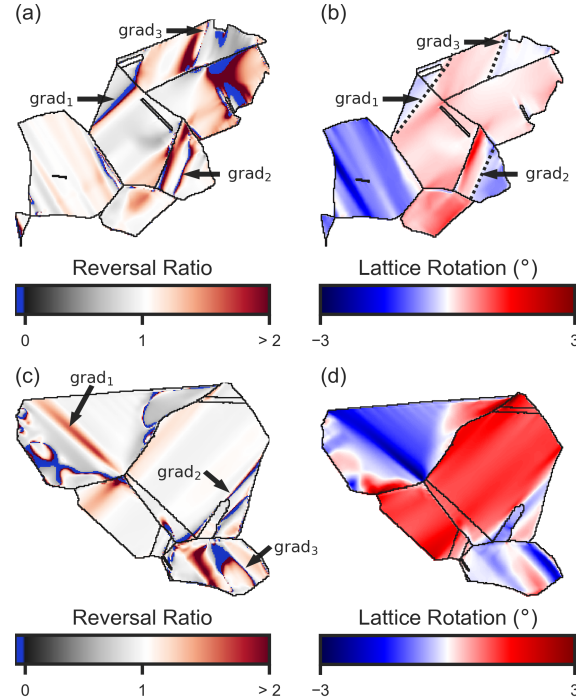 (a)
grad3
grad1
grad2
Reversal Ratio
0 1 > 2
(b)
grad3
grad1
grad2
Lattice Rotation (°)
−3 3
(c)
grad1
grad2
grad3
Reversal Ratio
0 1 > 2
(d)
Lattice Rotation (°)
−3 3